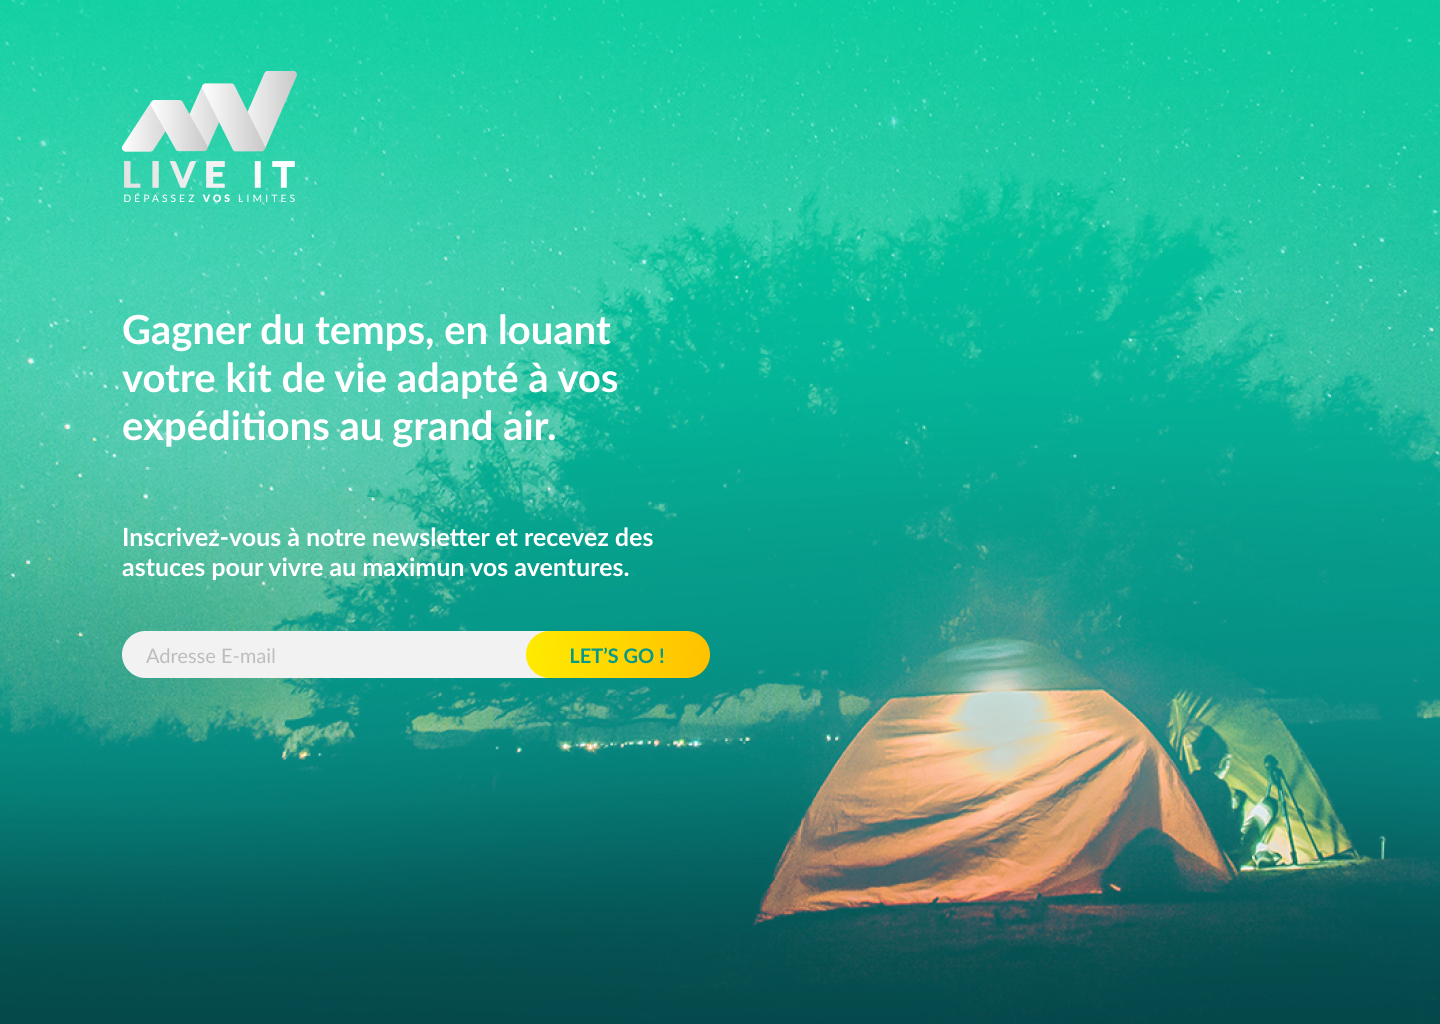 LIVE IT
DÉPASSEZ VOS LIMITES
Gagner du temps, en louant
votre kit de vie adapté à vos
expéditions au grand air.
Inscrivez-vous à notre newsletter et recevez des
astuces pour vivre au maximun vos aventures.
Adresse E-mail
LET'S GO !